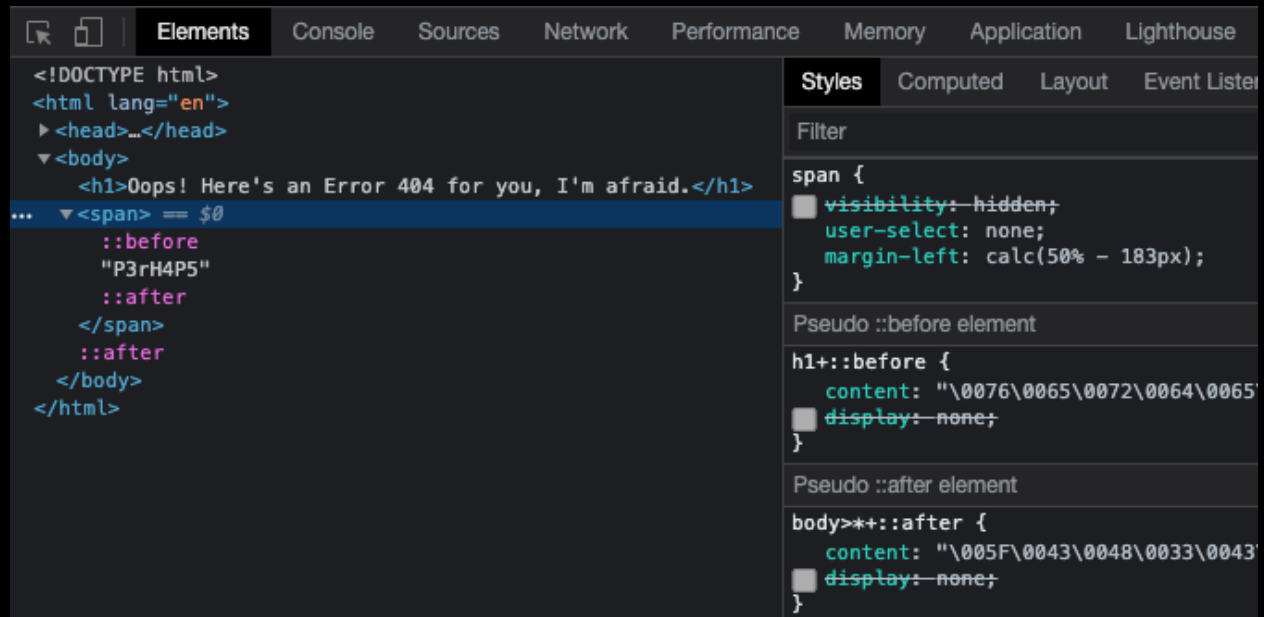 Elements Console Sources Network Performance Memory Application Lighthouse
<!DOCTYPE html>
<html lang="en">
▶<head>…</head>
▼<body>
<h1>Oops! Here's an Error 404 for you, I'm afraid.</h1>
… ▼<span> == $0
::before
"P3rH4P5"
::after
</span>
::after
</body>
</html>
Styles Computed Layout Event Lister
Filter
span {
visibility: hidden;
user-select: none;
margin-left: calc(50% - 183px);
}
Pseudo ::before element
h1+::before {
content: "\0076\0065\0072\0064\0065\
display: none;
}
Pseudo ::after element
body>*+::after {
content: "\005F\0043\0048\0033\0043\
display: none;
}